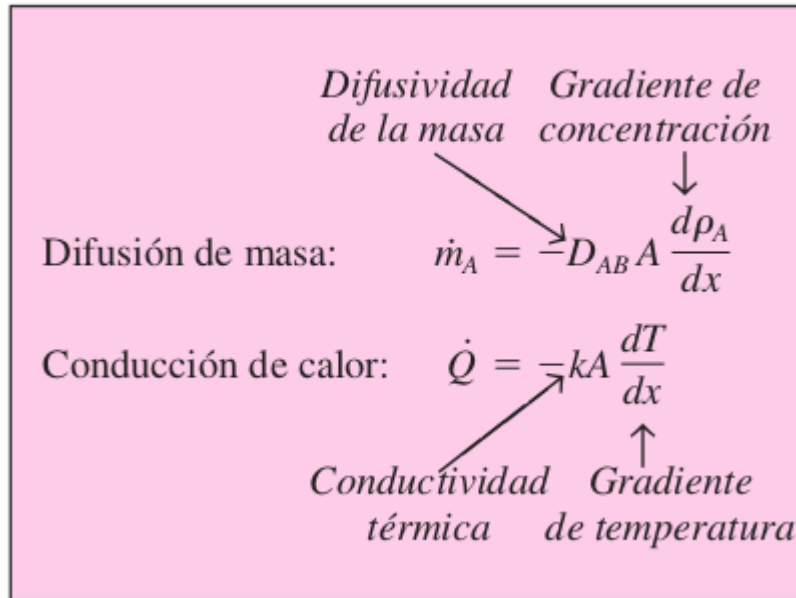 Difusividad Gradiente de
de la masa concentración
Difusión de masa: ṁ_A = −D_AB A dρ_A/dx
Conducción de calor: Q̇ = −kA dT/dx
Conductividad Gradiente
térmica de temperatura